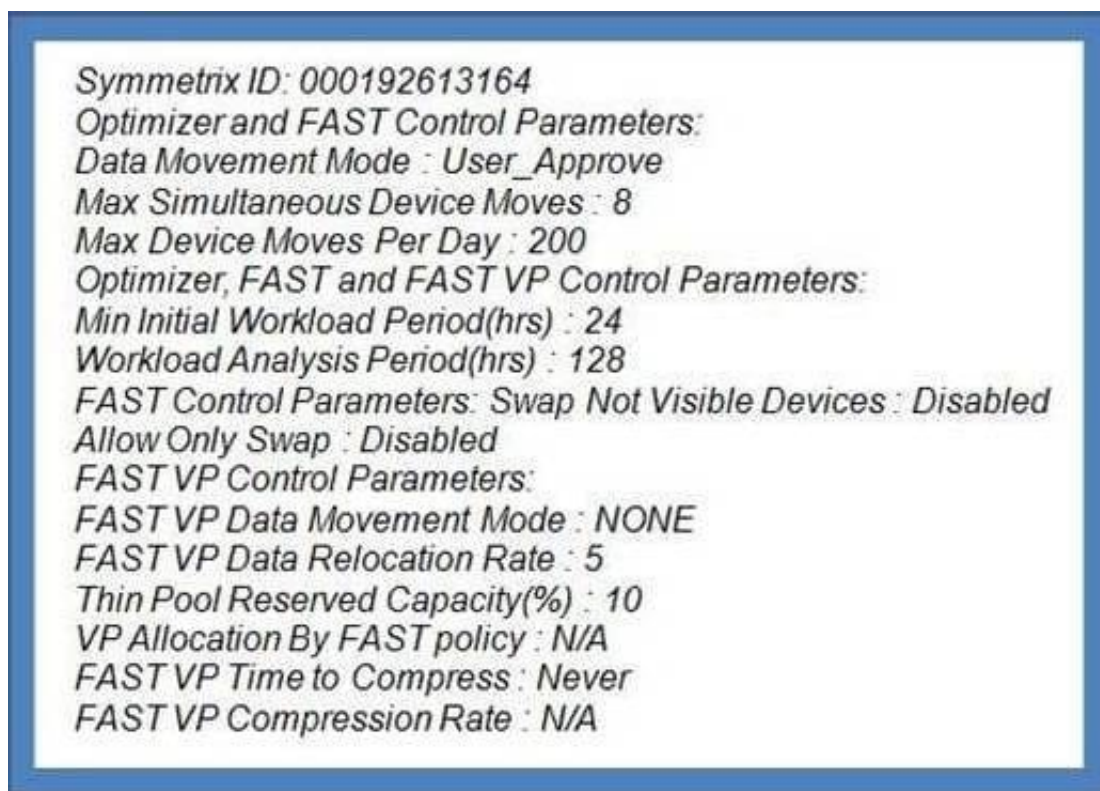 Symmetrix ID: 000192613164
Optimizer and FAST Control Parameters:
Data Movement Mode : User_Approve
Max Simultaneous Device Moves : 8
Max Device Moves Per Day : 200
Optimizer, FAST and FAST VP Control Parameters:
Min Initial Workload Period(hrs) : 24
Workload Analysis Period(hrs) : 128
FAST Control Parameters: Swap Not Visible Devices : Disabled
Allow Only Swap : Disabled
FAST VP Control Parameters:
FAST VP Data Movement Mode : NONE
FAST VP Data Relocation Rate : 5
Thin Pool Reserved Capacity(%) : 10
VP Allocation By FAST policy : N/A
FAST VP Time to Compress : Never
FAST VP Compression Rate : N/A